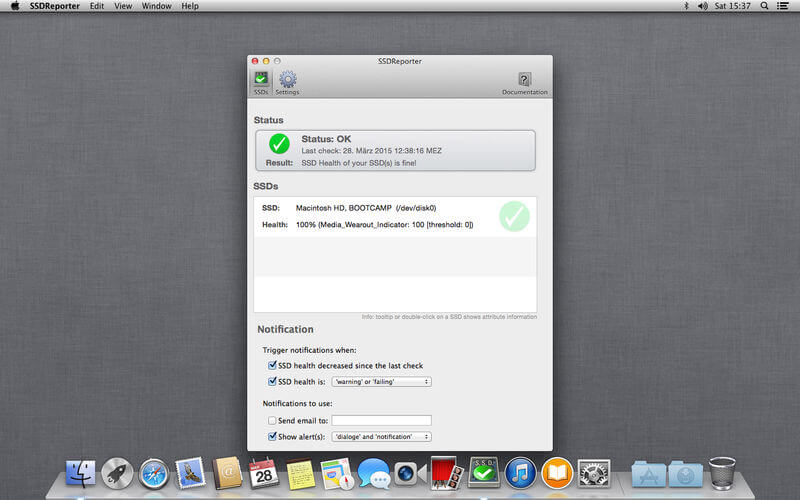 SSDReporter Edit View Window Help
Sat 15:37
SSDReporter
SSDs Settings Documentation
Status
Status: OK
Last check: 28. März 2015 12:38:16 MEZ
Result: SSD Health of your SSD(s) is fine!
SSDs
SSD: Macintosh HD, BOOTCAMP (/dev/disk0)
Health: 100% (Media_Wearout_Indicator: 100 [threshold: 0])
Info: tooltip or double-click on a SSD shows attribute information
Notification
Trigger notifications when:
SSD health decreased since the last check
SSD health is: 'warning' or 'failing'
Notifications to use:
Send email to:
Show alert(s): 'dialoge' and 'notification'
MAR
28
SSD